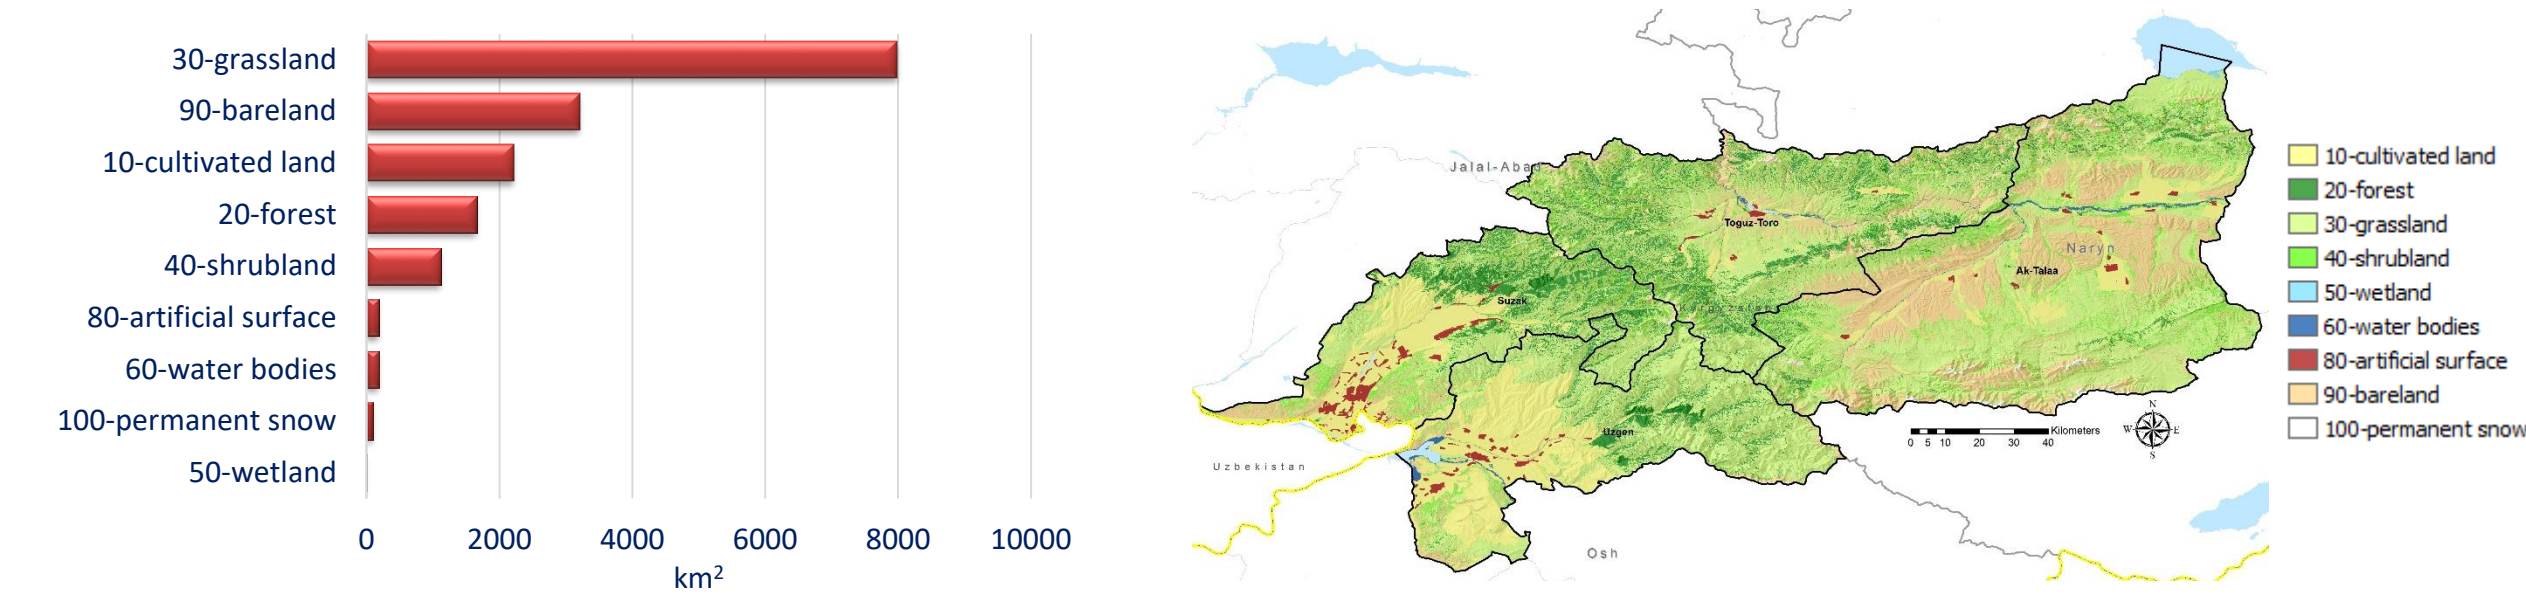 30-grassland
90-bareland
10-cultivated land
20-forest
40-shrubland
80-artificial surface
60-water bodies
100-permanent snow
50-wetland
0 2000 4000 6000 8000 10000
km²
Jalal-Abad
Toguz-Toro
Naryn
Ak-Talaa
Suzak
Kyrgyzstan
Uzgen
Uzbekistan
Osh
Kilometers
0 5 10 20 30 40
N
W E
S
10-cultivated land
20-forest
30-grassland
40-shrubland
50-wetland
60-water bodies
80-artificial surface
90-bareland
100-permanent snow